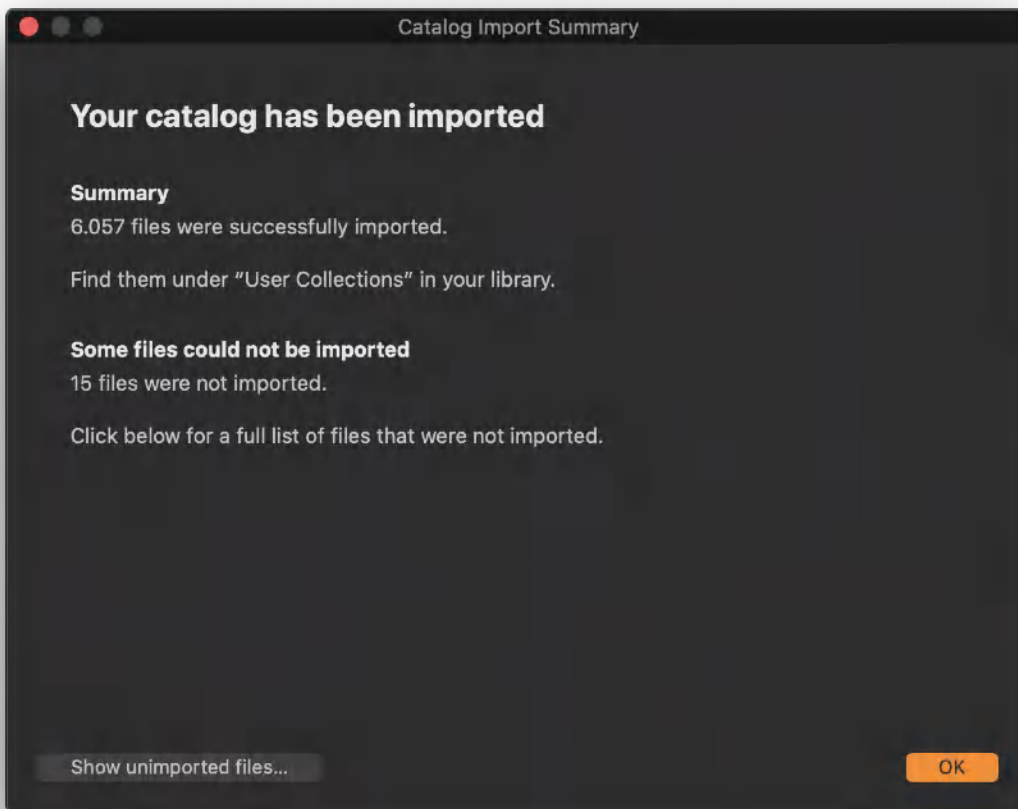 Catalog Import Summary
Your catalog has been imported
Summary
6.057 files were successfully imported.
Find them under "User Collections" in your library.
Some files could not be imported
15 files were not imported.
Click below for a full list of files that were not imported.
Show unimported files...
OK